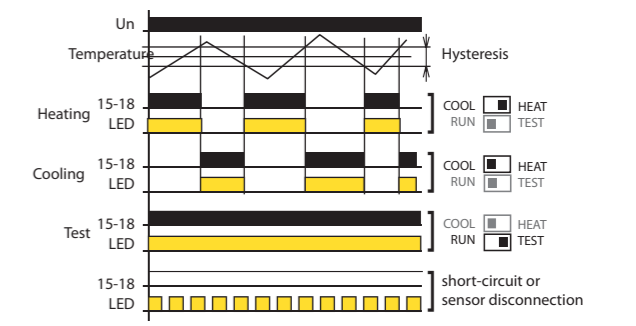 Un
Temperature
Hysteresis
Heating
15-18
LED
COOL HEAT
RUN TEST
Cooling
15-18
LED
COOL HEAT
RUN TEST
Test
15-18
LED
COOL HEAT
RUN TEST
15-18
LED
short-circuit or
sensor disconnection